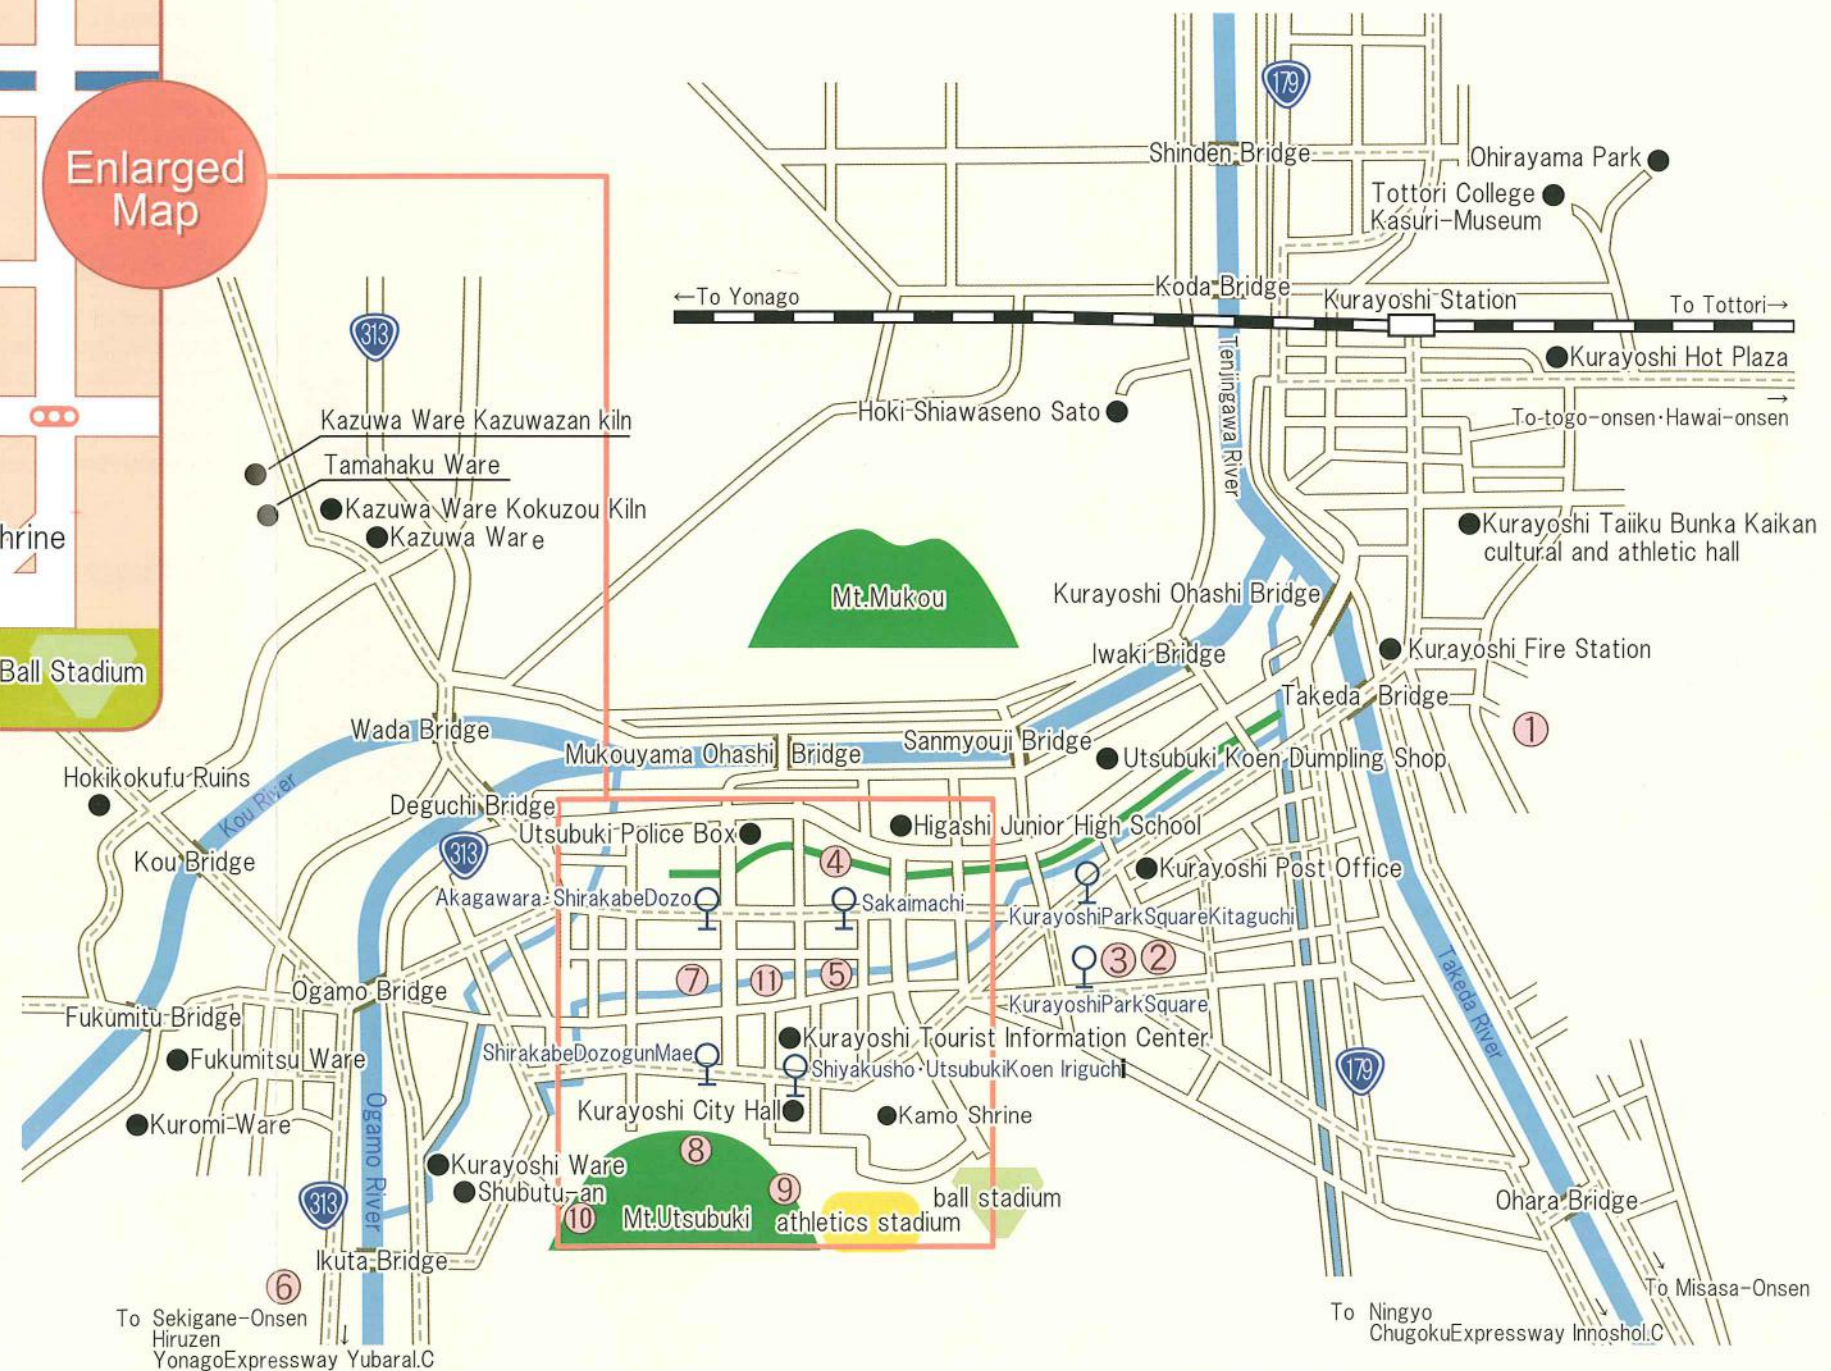 Enlarged
Map
hrine
Ball Stadium
179
Shinden Bridge
Ohirayama Park
Tottori College
Kasuri-Museum
←To Yonago
Koda Bridge
Kurayoshi Station
To Tottori→
313
Tenjingawa River
Kurayoshi Hot Plaza
→
To togo-onsen・Hawai-onsen
Hoki Shiawaseno Sato
Kazuwa Ware Kazuwazan kiln
Tamahaku Ware
Kazuwa Ware Kokuzou Kiln
Kazuwa Ware
Kurayoshi Taiiku Bunka Kaikan
cultural and athletic hall
Mt.Mukou
Kurayoshi Ohashi Bridge
Iwaki Bridge
Kurayoshi Fire Station
Takeda Bridge
①
Wada Bridge
Mukouyama Ohashi Bridge
Sanmyouji Bridge
Utsubuki Koen Dumpling Shop
Hokikokufu Ruins
Kou River
Deguchi Bridge
Utsubuki Police Box
Higashi Junior High School
Kou Bridge
313
④
Kurayoshi Post Office
Akagawara・ShirakabeDozo
Sakaimachi
KurayoshiParkSquareKitaguchi
⑦
⑪
⑤
③
②
Takeda River
Ogamo Bridge
KurayoshiParkSquare
Fukumitu Bridge
Kurayoshi Tourist Information Center
Fukumitsu Ware
ShirakabeDozogunMae
Shiyakusho・UtsubukiKoen Iriguchi
179
Kurayoshi City Hall
Kamo Shrine
Kuromi-Ware
Ogamo River
⑧
Kurayoshi Ware
Shubutu-an
⑨
ball stadium
313
⑩
Mt.Utsubuki
athletics stadium
Ohara Bridge
Ikuta Bridge
⑥
To Misasa-Onsen
To Sekigane-Onsen
Hiruzen
YonagoExpressway YubaraI.C
To Ningyo
ChugokuExpressway InnoshoI.C